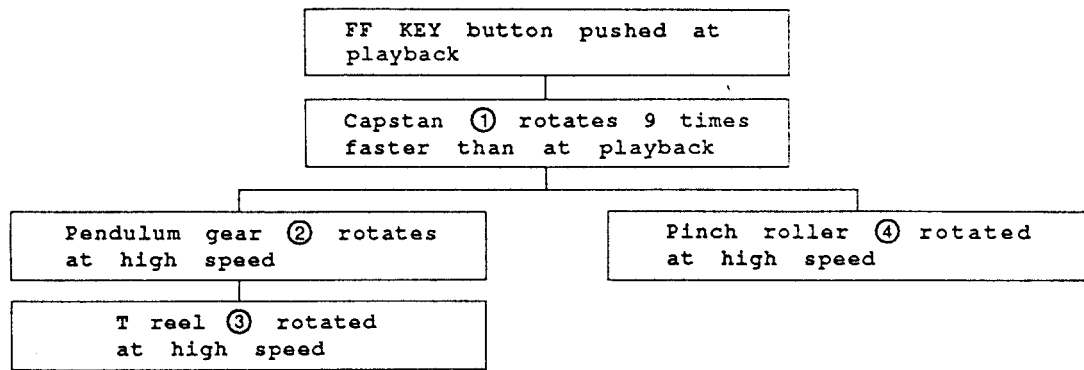 FF KEY button pushed at
playback
Capstan ① rotates 9 times
faster than at playback
Pendulum gear ② rotates
at high speed
Pinch roller ④ rotated
at high speed
T reel ③ rotated
at high speed